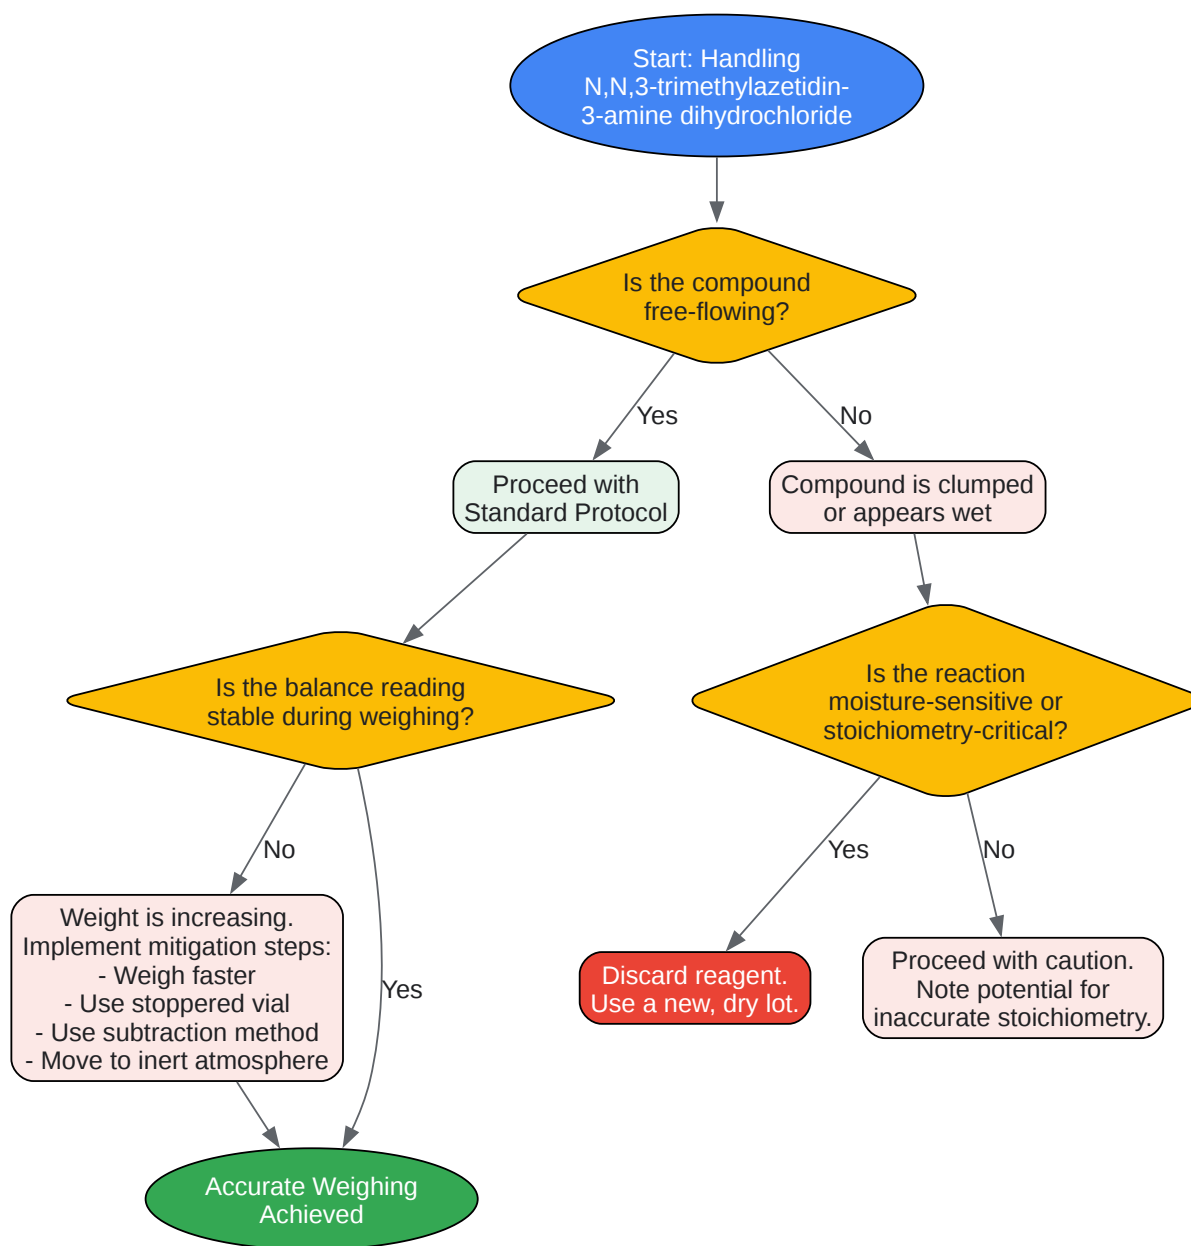 Start: Handling
N,N,3-trimethylazetidin-
3-amine dihydrochloride
Is the compound
free-flowing?
Yes
No
Proceed with
Standard Protocol
Compound is clumped
or appears wet
Is the balance reading
stable during weighing?
Is the reaction
moisture-sensitive or
stoichiometry-critical?
No
Yes
Yes
No
Weight is increasing.
Implement mitigation steps:
- Weigh faster
- Use stoppered vial
- Use subtraction method
- Move to inert atmosphere
Discard reagent.
Use a new, dry lot.
Proceed with caution.
Note potential for
inaccurate stoichiometry.
Accurate Weighing
Achieved